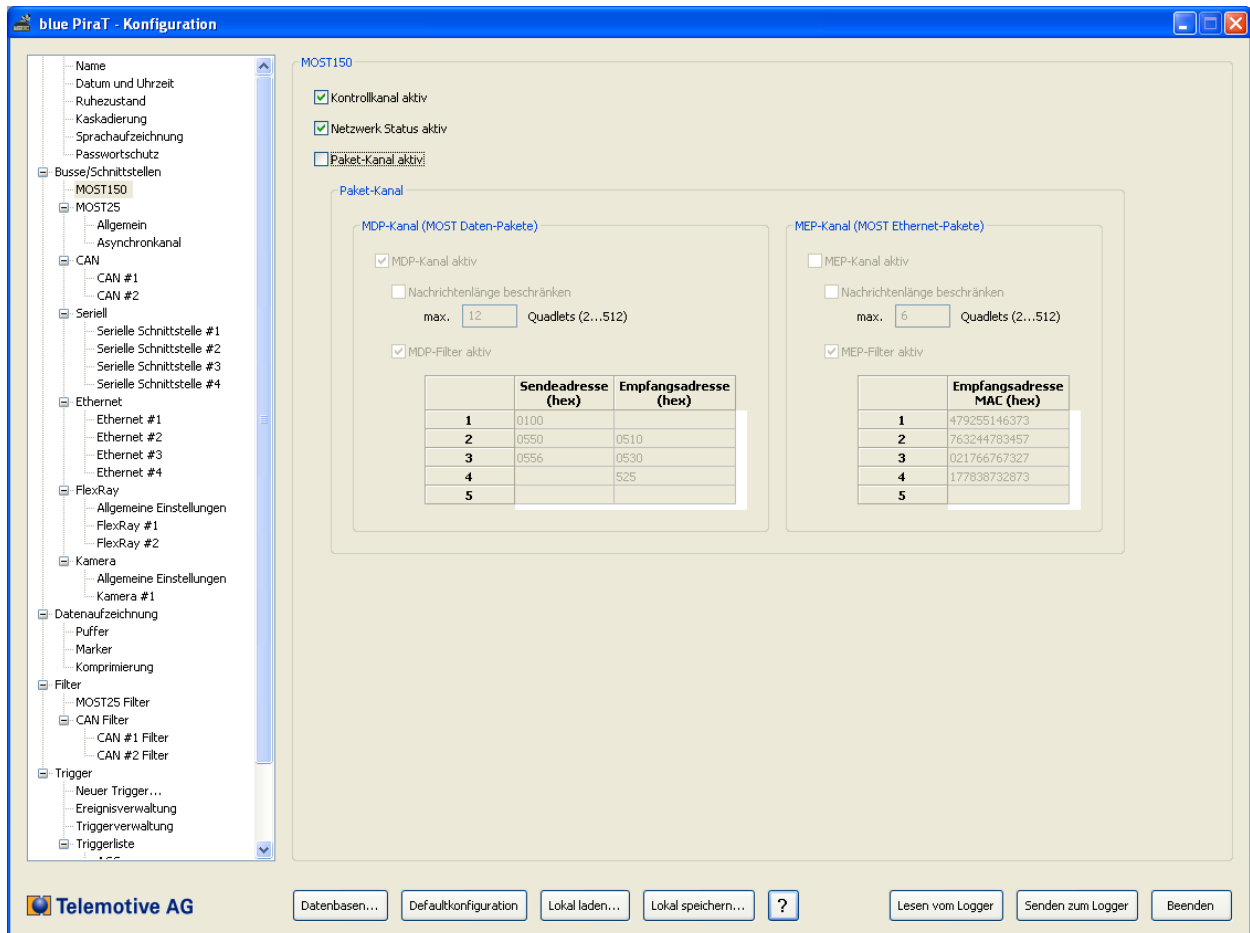 blue PiraT - Konfiguration
Name
Datum und Uhrzeit
Ruhezustand
Kaskadierung
Sprachaufzeichnung
Passwortschutz
Busse/Schnittstellen
MOST150
MOST25
Allgemein
Asynchronkanal
CAN
CAN #1
CAN #2
Seriell
Serielle Schnittstelle #1
Serielle Schnittstelle #2
Serielle Schnittstelle #3
Serielle Schnittstelle #4
Ethernet
Ethernet #1
Ethernet #2
Ethernet #3
Ethernet #4
FlexRay
Allgemeine Einstellungen
FlexRay #1
FlexRay #2
Kamera
Allgemeine Einstellungen
Kamera #1
Datenaufzeichnung
Puffer
Marker
Komprimierung
Filter
MOST25 Filter
CAN Filter
CAN #1 Filter
CAN #2 Filter
Trigger
Neuer Trigger...
Ereignisverwaltung
Triggerverwaltung
Triggerliste
MOST150
Kontrollkanal aktiv
Netzwerk Status aktiv
Paket-Kanal aktiv
Paket-Kanal
MDP-Kanal (MOST Daten-Pakete)
MDP-Kanal aktiv
Nachrichtenlänge beschränken
max. 12 Quadlets (2...512)
MDP-Filter aktiv
Sendeadresse (hex) Empfangsadresse (hex)
1 0100
2 0550 0510
3 0556 0530
4 525
5
MEP-Kanal (MOST Ethernet-Pakete)
MEP-Kanal aktiv
Nachrichtenlänge beschränken
max. 6 Quadlets (2...512)
MEP-Filter aktiv
Empfangsadresse MAC (hex)
1 479255146373
2 763244783457
3 021766767327
4 177838732873
5
Telemotive AG
Datenbasen... Defaultkonfiguration Lokal laden... Lokal speichern... ? Lesen vom Logger Senden zum Logger Beenden